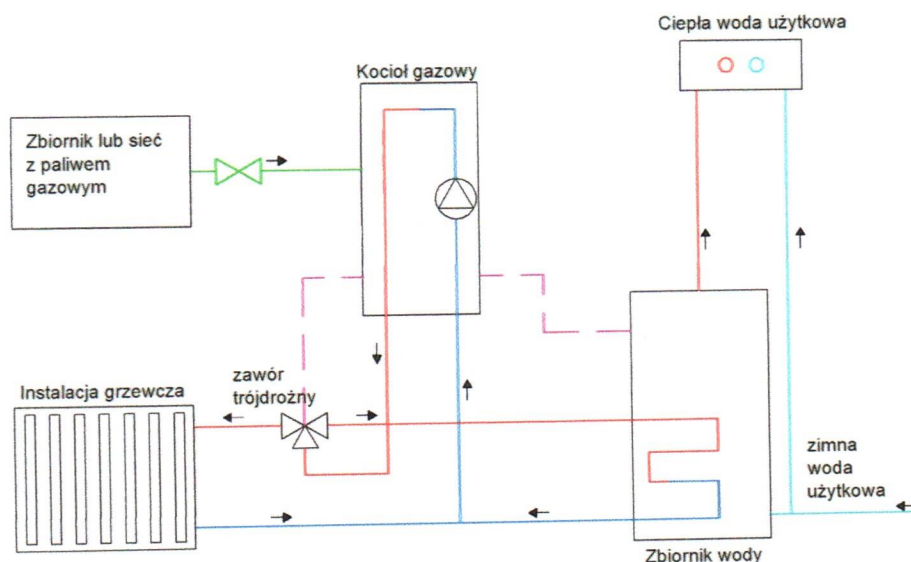 Ciepła woda użytkowa
Kocioł gazowy
Zbiornik lub sieć
z paliwem
gazowym
zawór
trójdrożny
Instalacja grzewcza
zimna
woda
użytkowa
Zbiornik wody